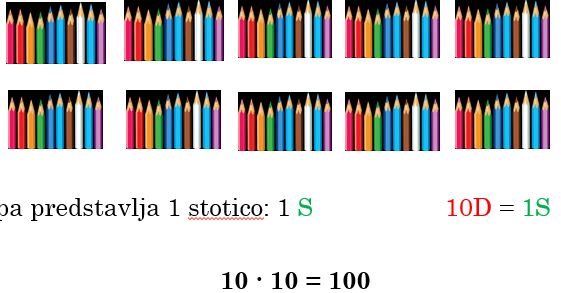 pa predstavlja 1 stotico: 1 S
10D = 1S
10 · 10 = 100